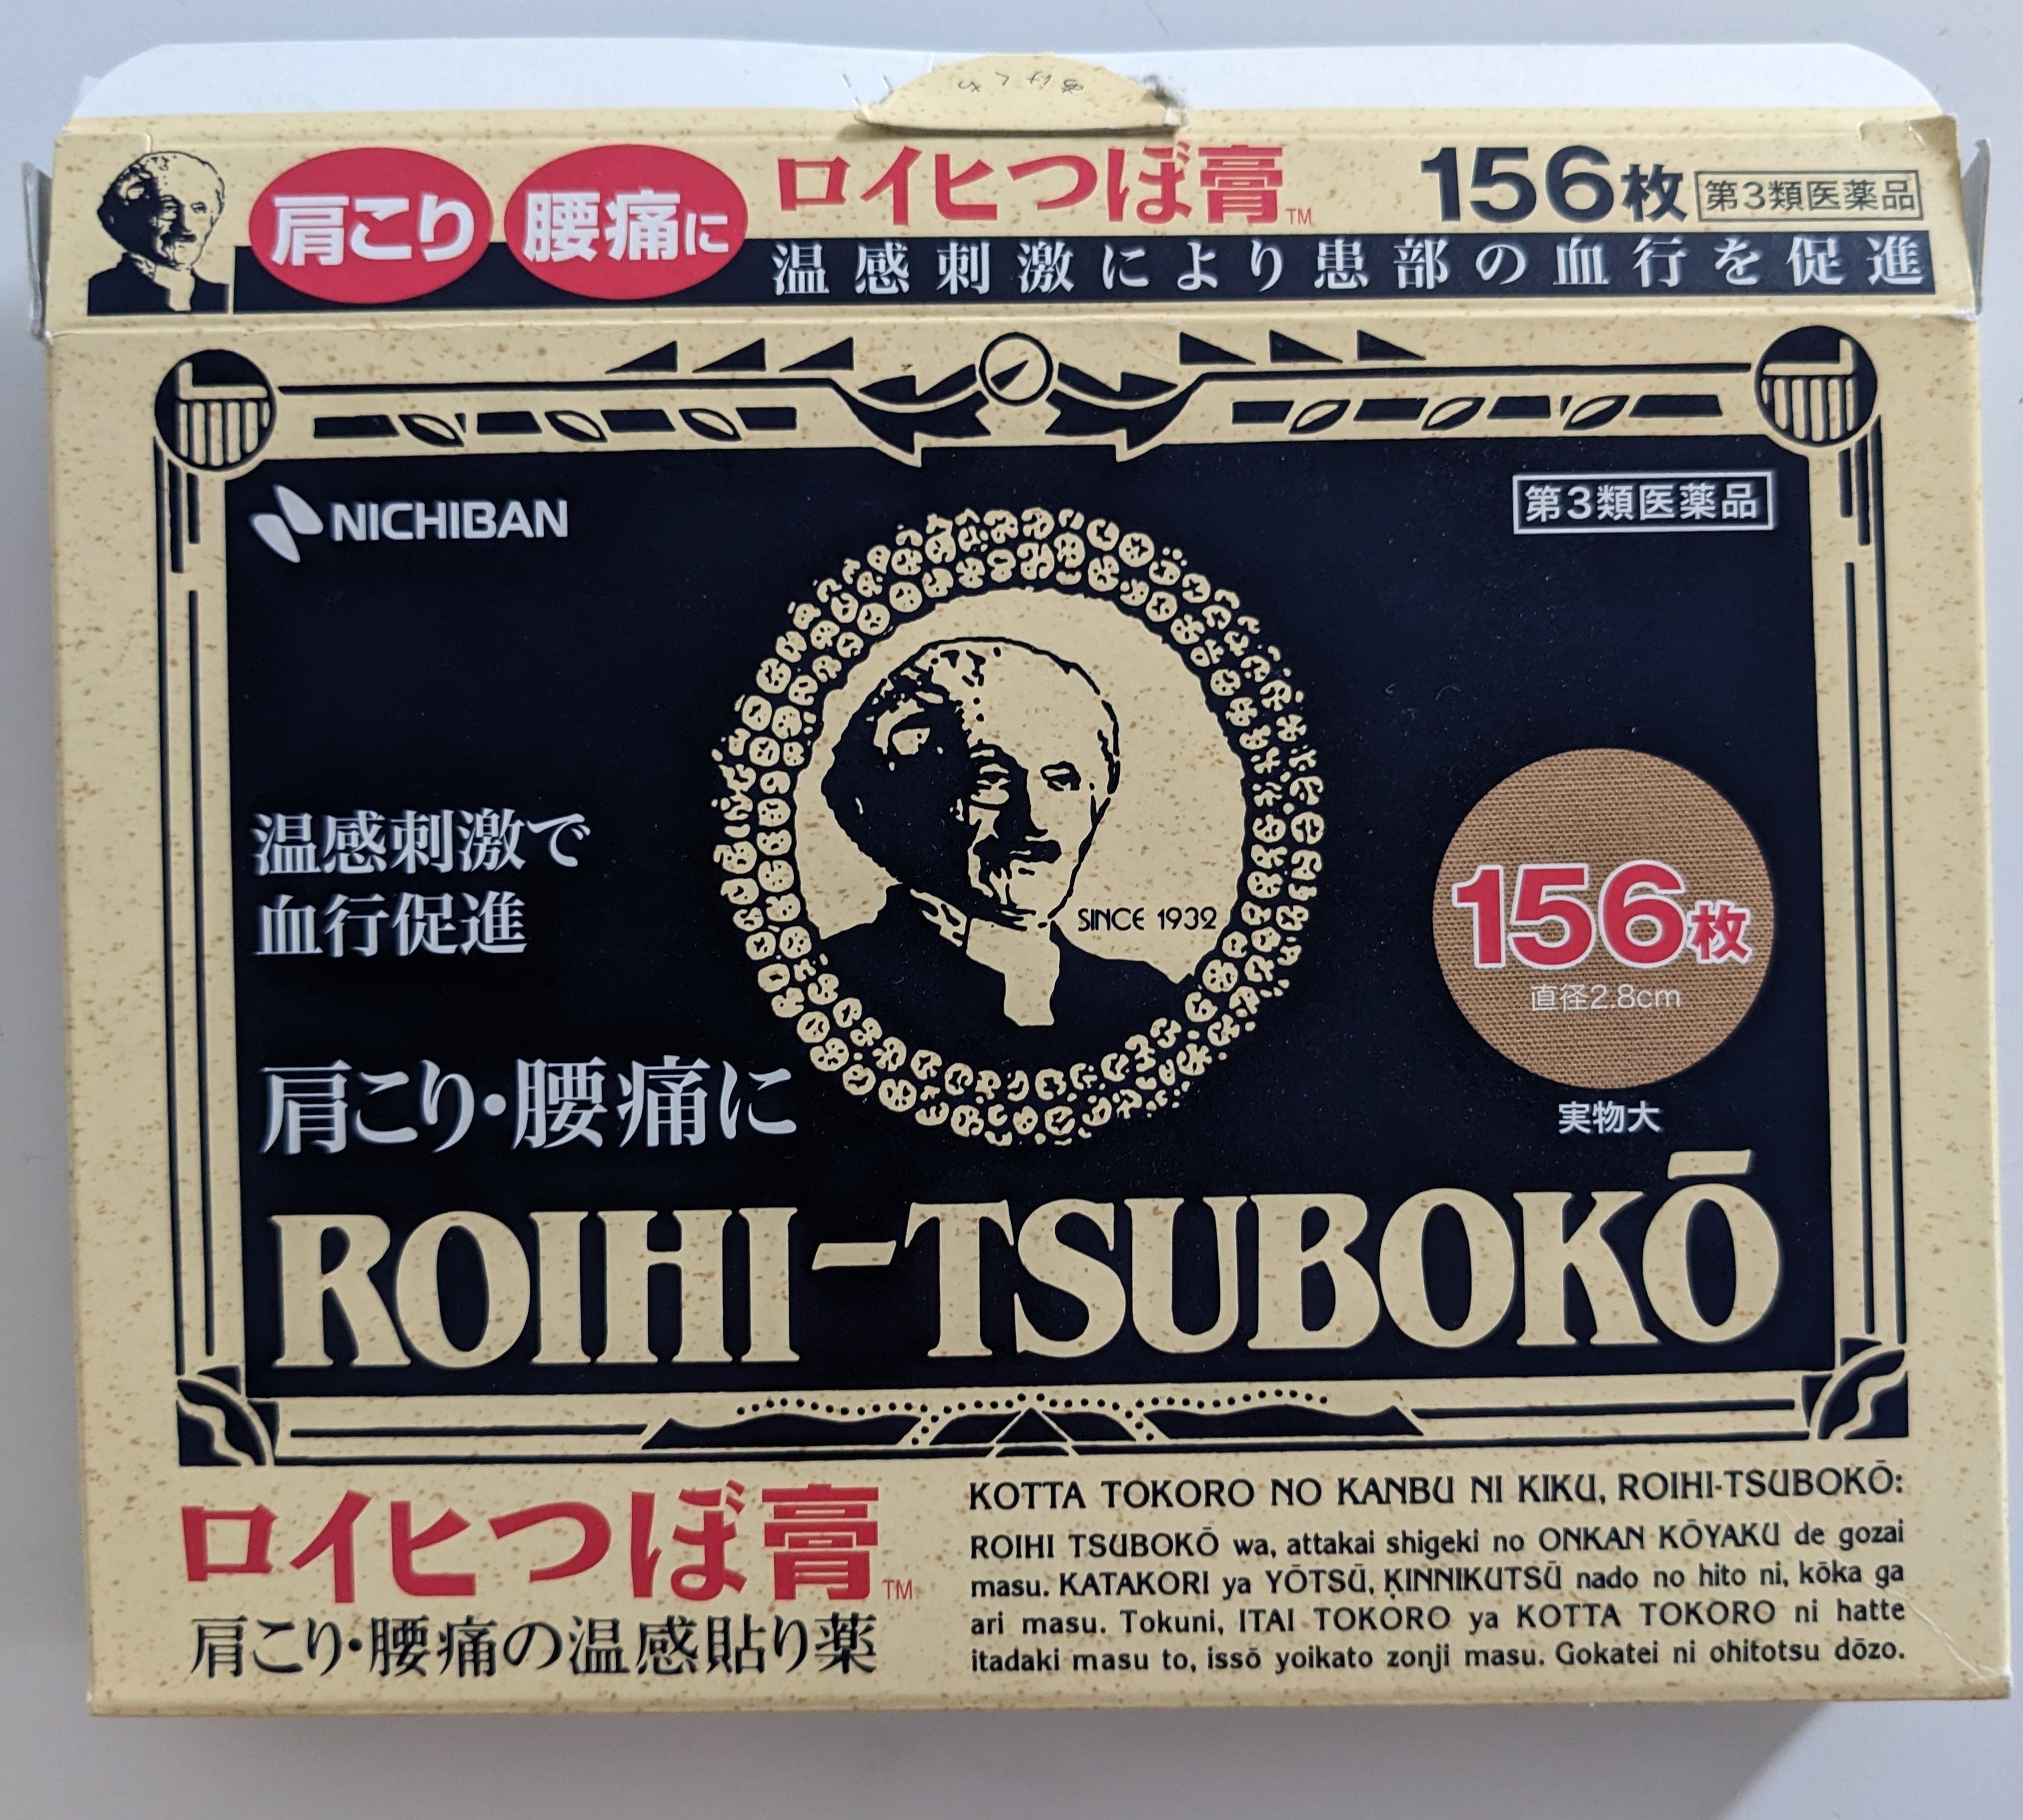 あけくち
肩こり 腰痛に ロイヒつぼ膏™ 156枚 第3類医薬品
温感刺激により患部の血行を促進
NICHIBAN
第3類医薬品
SINCE 1932
温感刺激で
血行促進
156枚
直径2.8cm
肩こり・腰痛に
実物大
ROIHI-TSUBOKŌ
ロイヒつぼ膏™
肩こり・腰痛の温感貼り薬
KOTTA TOKORO NO KANBU NI KIKU, ROIHI-TSUBOKŌ:
ROIHI TSUBOKŌ wa, attakai shigeki no ONKAN KŌYAKU de gozai
masu. KATAKORI ya YŌTSŪ, KINNIKUTSŪ nado no hito ni, kōka ga
ari masu. Tokuni, ITAI TOKORO ya KOTTA TOKORO ni hatte
itadaki masu to, issō yoikato zonji masu. Gokatei ni ohitotsu dōzo.